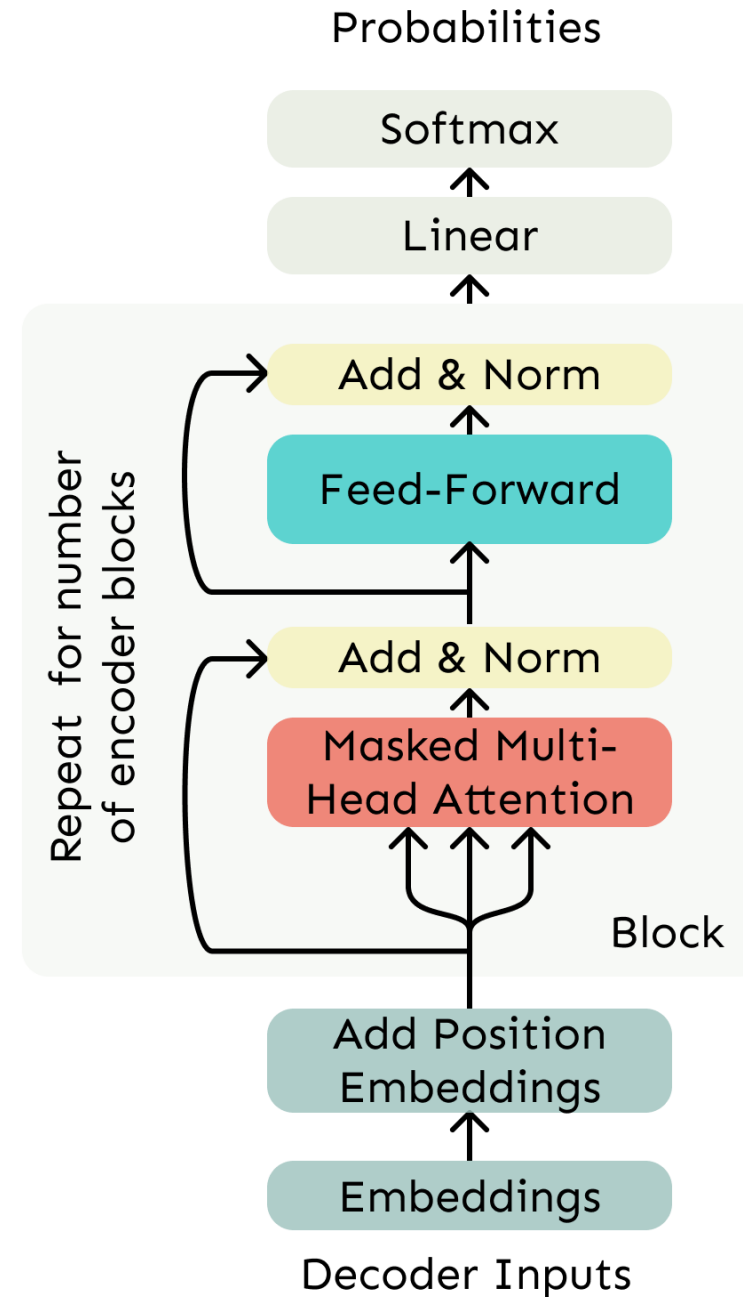 Probabilities
Softmax
Linear
Add & Norm
Feed-Forward
Repeat for number
of encoder blocks
Add & Norm
Masked Multi-
Head Attention
Block
Add Position
Embeddings
Embeddings
Decoder Inputs